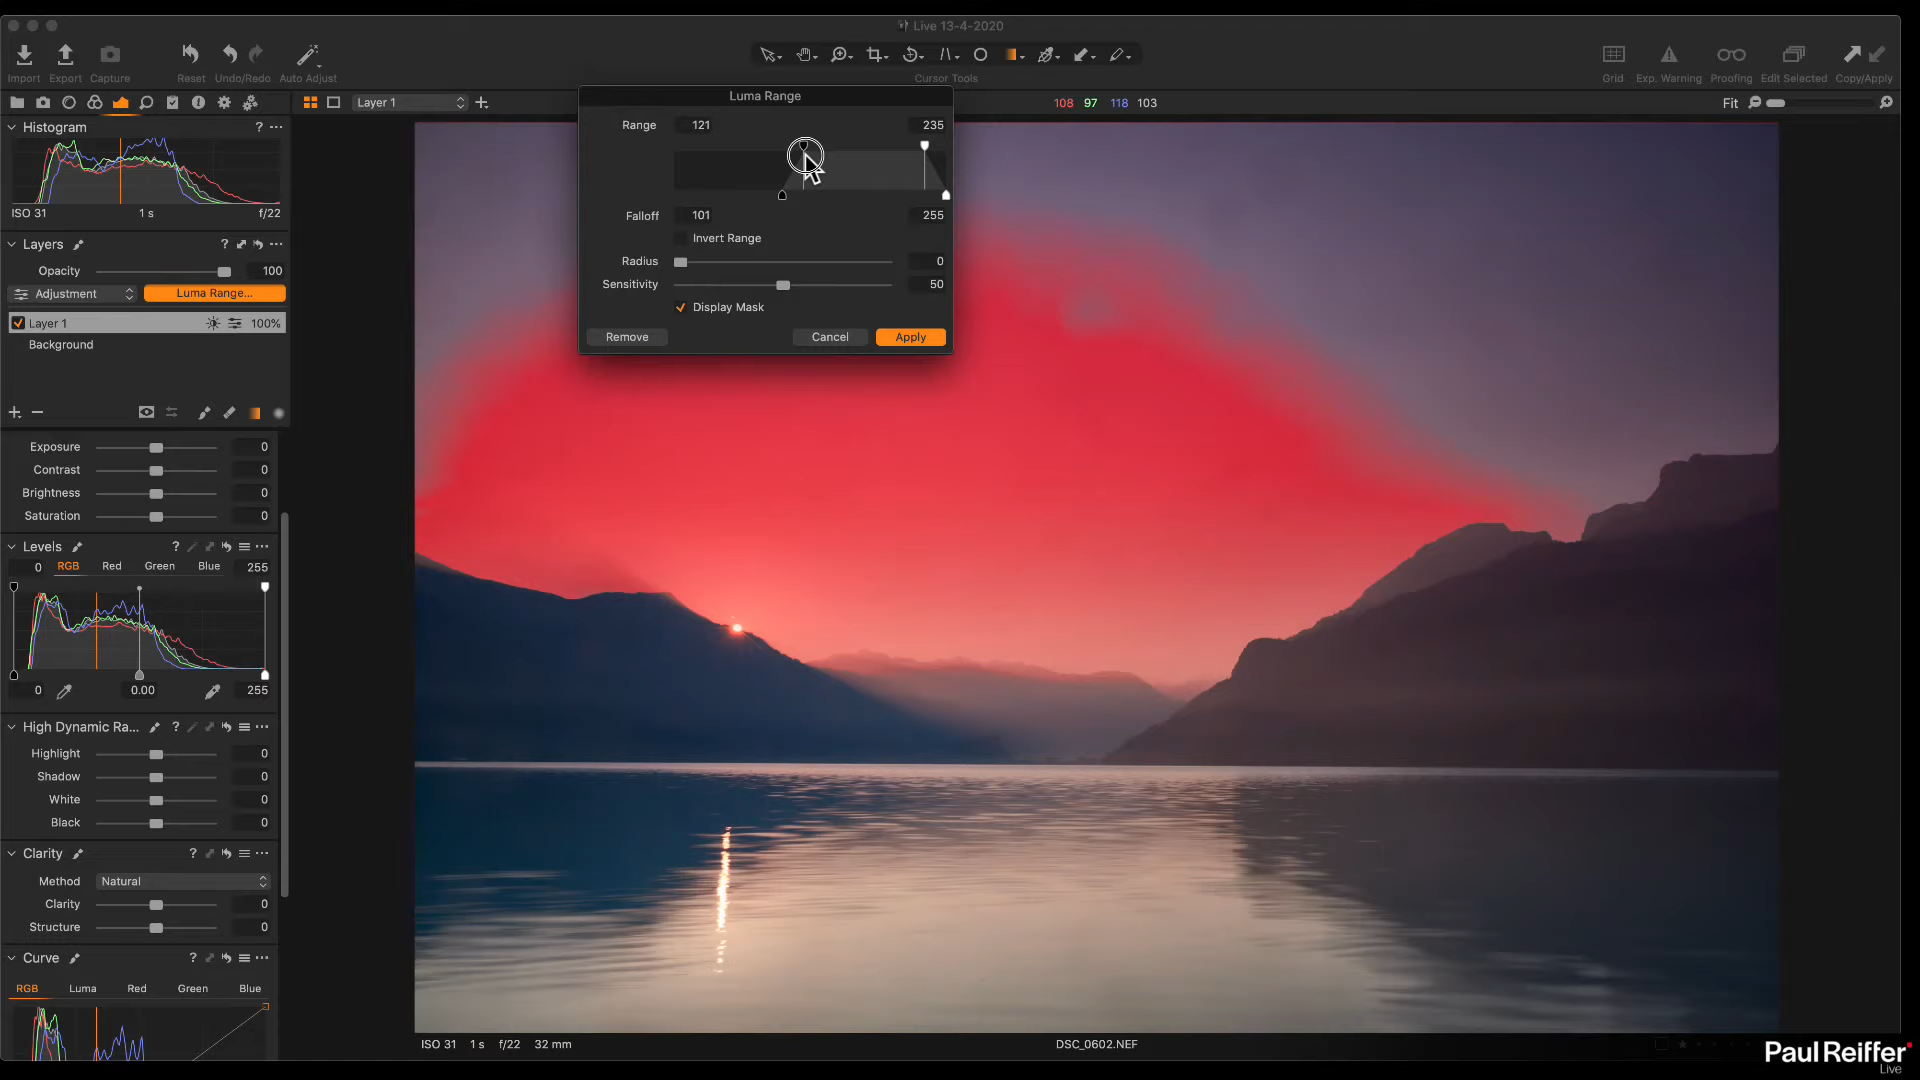 Live 13-4-2020
Import Export Capture Reset Undo/Redo Auto Adjust Cursor Tools Grid Exp. Warning Proofing Edit Selected Copy/Apply
Layer 1
108 97 118 103
Fit
Histogram ?
ISO 31 1 s f/22
Layers ?
Opacity 100
Adjustment Luma Range...
Layer 1 100%
Background
Exposure 0
Contrast 0
Brightness 0
Saturation 0
Levels ?
0 RGB Red Green Blue 255
0 0.00 255
High Dynamic Ra... ?
Highlight 0
Shadow 0
White 0
Black 0
Clarity ?
Method Natural
Clarity 0
Structure 0
Curve ?
RGB Luma Red Green Blue
Luma Range
Range 121 235
Falloff 101 255
Invert Range
Radius 0
Sensitivity 50
Display Mask
Remove Cancel Apply
ISO 31 1 s f/22 32 mm
DSC_0602.NEF
Paul Reiffer
Live